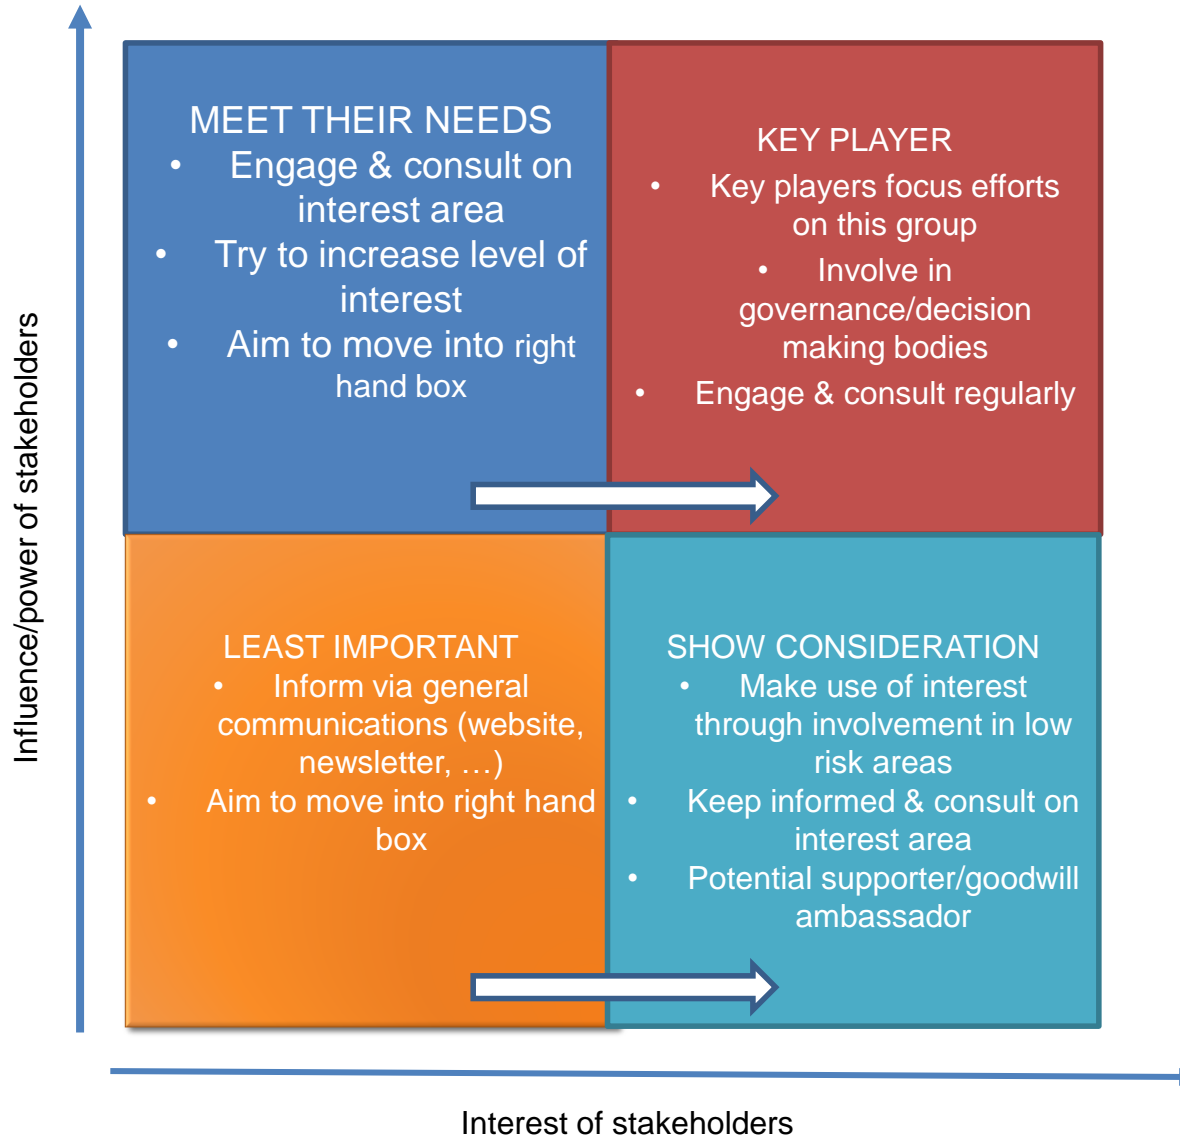 MEET THEIR NEEDS
• Engage & consult on
interest area
• Try to increase level of
interest
• Aim to move into right
hand box
KEY PLAYER
• Key players focus efforts
on this group
• Involve in
governance/decision
making bodies
• Engage & consult regularly
Influence/power of stakeholders
LEAST IMPORTANT
• Inform via general
communications (website,
newsletter, …)
• Aim to move into right hand
box
SHOW CONSIDERATION
• Make use of interest
through involvement in low
risk areas
• Keep informed & consult on
interest area
• Potential supporter/goodwill
ambassador
Interest of stakeholders